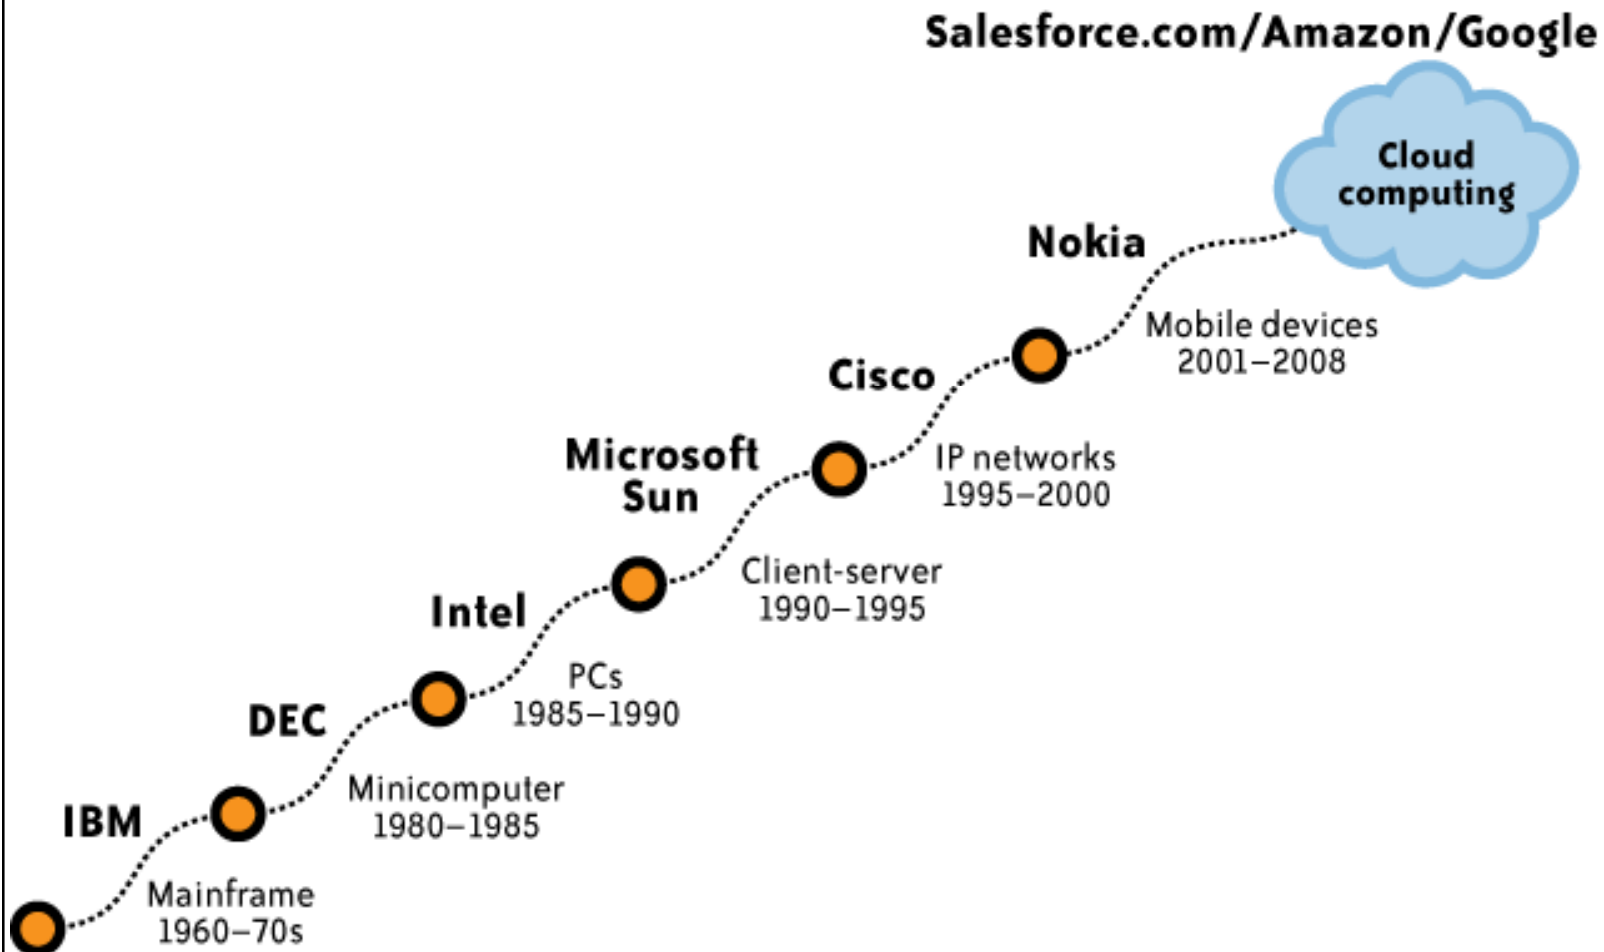 Salesforce.com/Amazon/Google
Cloud
computing
Nokia
Mobile devices
2001–2008
Cisco
IP networks
1995–2000
Microsoft
Sun
Client-server
1990–1995
Intel
PCs
1985–1990
DEC
Minicomputer
1980–1985
IBM
Mainframe
1960–70s